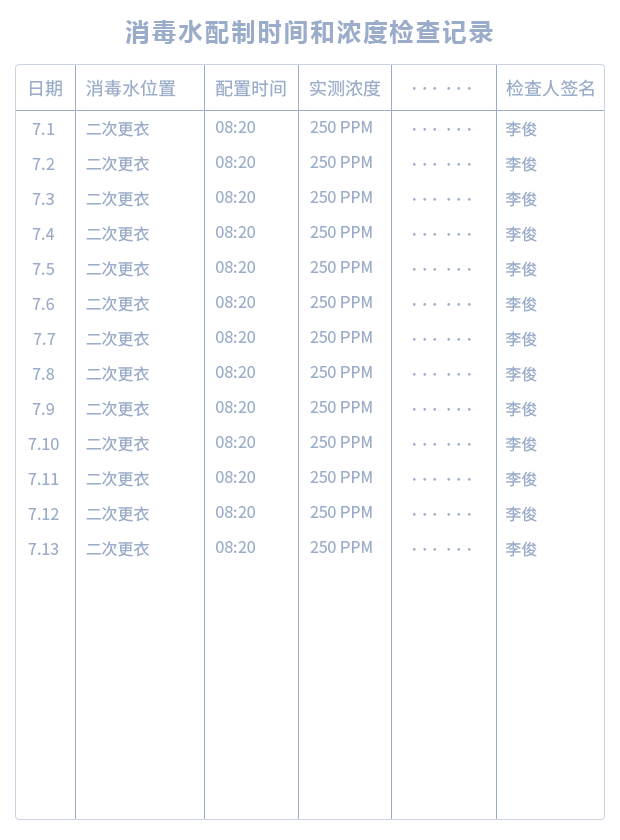 消毒水配制时间和浓度检查记录
日期 消毒水位置 配置时间 实测浓度 ······ 检查人签名
7.1 二次更衣 08:20 250 PPM ······ 李俊
7.2 二次更衣 08:20 250 PPM ······ 李俊
7.3 二次更衣 08:20 250 PPM ······ 李俊
7.4 二次更衣 08:20 250 PPM ······ 李俊
7.5 二次更衣 08:20 250 PPM ······ 李俊
7.6 二次更衣 08:20 250 PPM ······ 李俊
7.7 二次更衣 08:20 250 PPM ······ 李俊
7.8 二次更衣 08:20 250 PPM ······ 李俊
7.9 二次更衣 08:20 250 PPM ······ 李俊
7.10 二次更衣 08:20 250 PPM ······ 李俊
7.11 二次更衣 08:20 250 PPM ······ 李俊
7.12 二次更衣 08:20 250 PPM ······ 李俊
7.13 二次更衣 08:20 250 PPM ······ 李俊